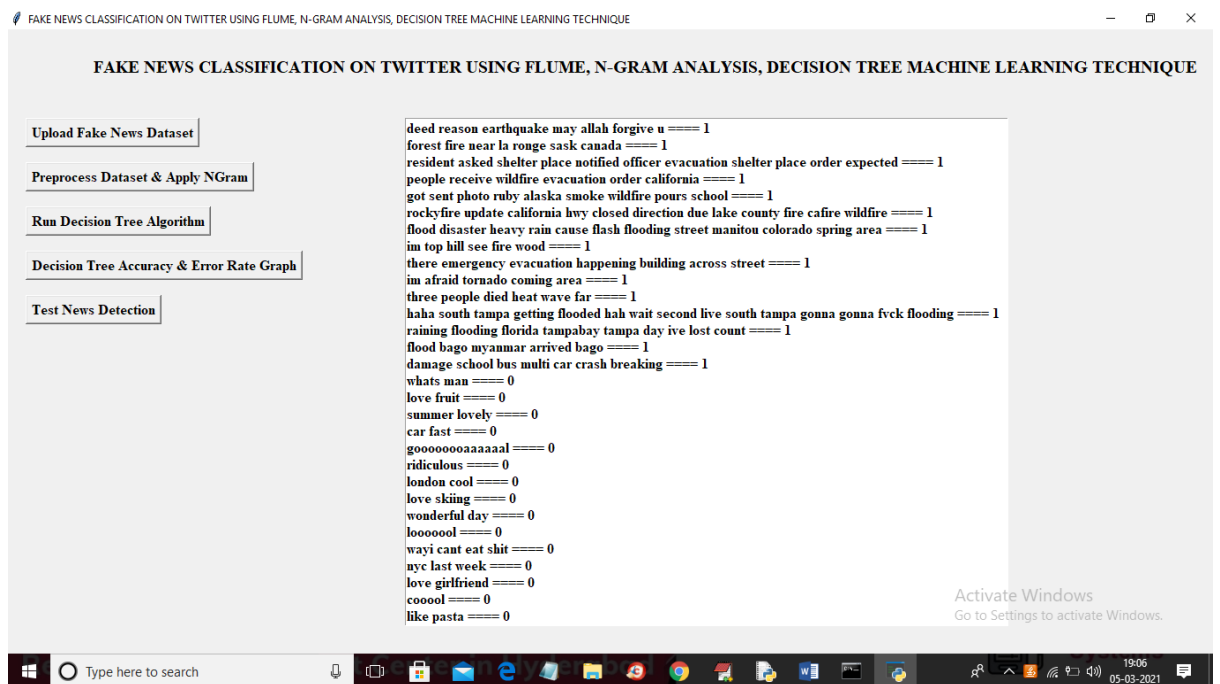 FAKE NEWS CLASSIFICATION ON TWITTER USING FLUME, N-GRAM ANALYSIS, DECISION TREE MACHINE LEARNING TECHNIQUE
FAKE NEWS CLASSIFICATION ON TWITTER USING FLUME, N-GRAM ANALYSIS, DECISION TREE MACHINE LEARNING TECHNIQUE
Upload Fake News Dataset
Preprocess Dataset & Apply NGram
Run Decision Tree Algorithm
Decision Tree Accuracy & Error Rate Graph
Test News Detection
deed reason earthquake may allah forgive u ==== 1
forest fire near la ronge sask canada ==== 1
resident asked shelter place notified officer evacuation shelter place order expected ==== 1
people receive wildfire evacuation order california ==== 1
got sent photo ruby alaska smoke wildfire pours school ==== 1
rockyfire update california hwy closed direction due lake county fire cafire wildfire ==== 1
flood disaster heavy rain cause flash flooding street manitou colorado spring area ==== 1
im top hill see fire wood ==== 1
there emergency evacuation happening building across street ==== 1
im afraid tornado coming area ==== 1
three people died heat wave far ==== 1
haha south tampa getting flooded hah wait second live south tampa gonna gonna fvck flooding ==== 1
raining flooding florida tampabay tampa day ive lost count ==== 1
flood bago myanmar arrived bago ==== 1
damage school bus multi car crash breaking ==== 1
whats man ==== 0
love fruit ==== 0
summer lovely ==== 0
car fast ==== 0
goooooooaaaaaal ==== 0
ridiculous ==== 0
london cool ==== 0
love skiing ==== 0
wonderful day ==== 0
looooool ==== 0
wayi cant eat shit ==== 0
nyc last week ==== 0
love girlfriend ==== 0
cooool ==== 0
like pasta ==== 0
Activate Windows
Go to Settings to activate Windows.
Type here to search
19:06
05-03-2021